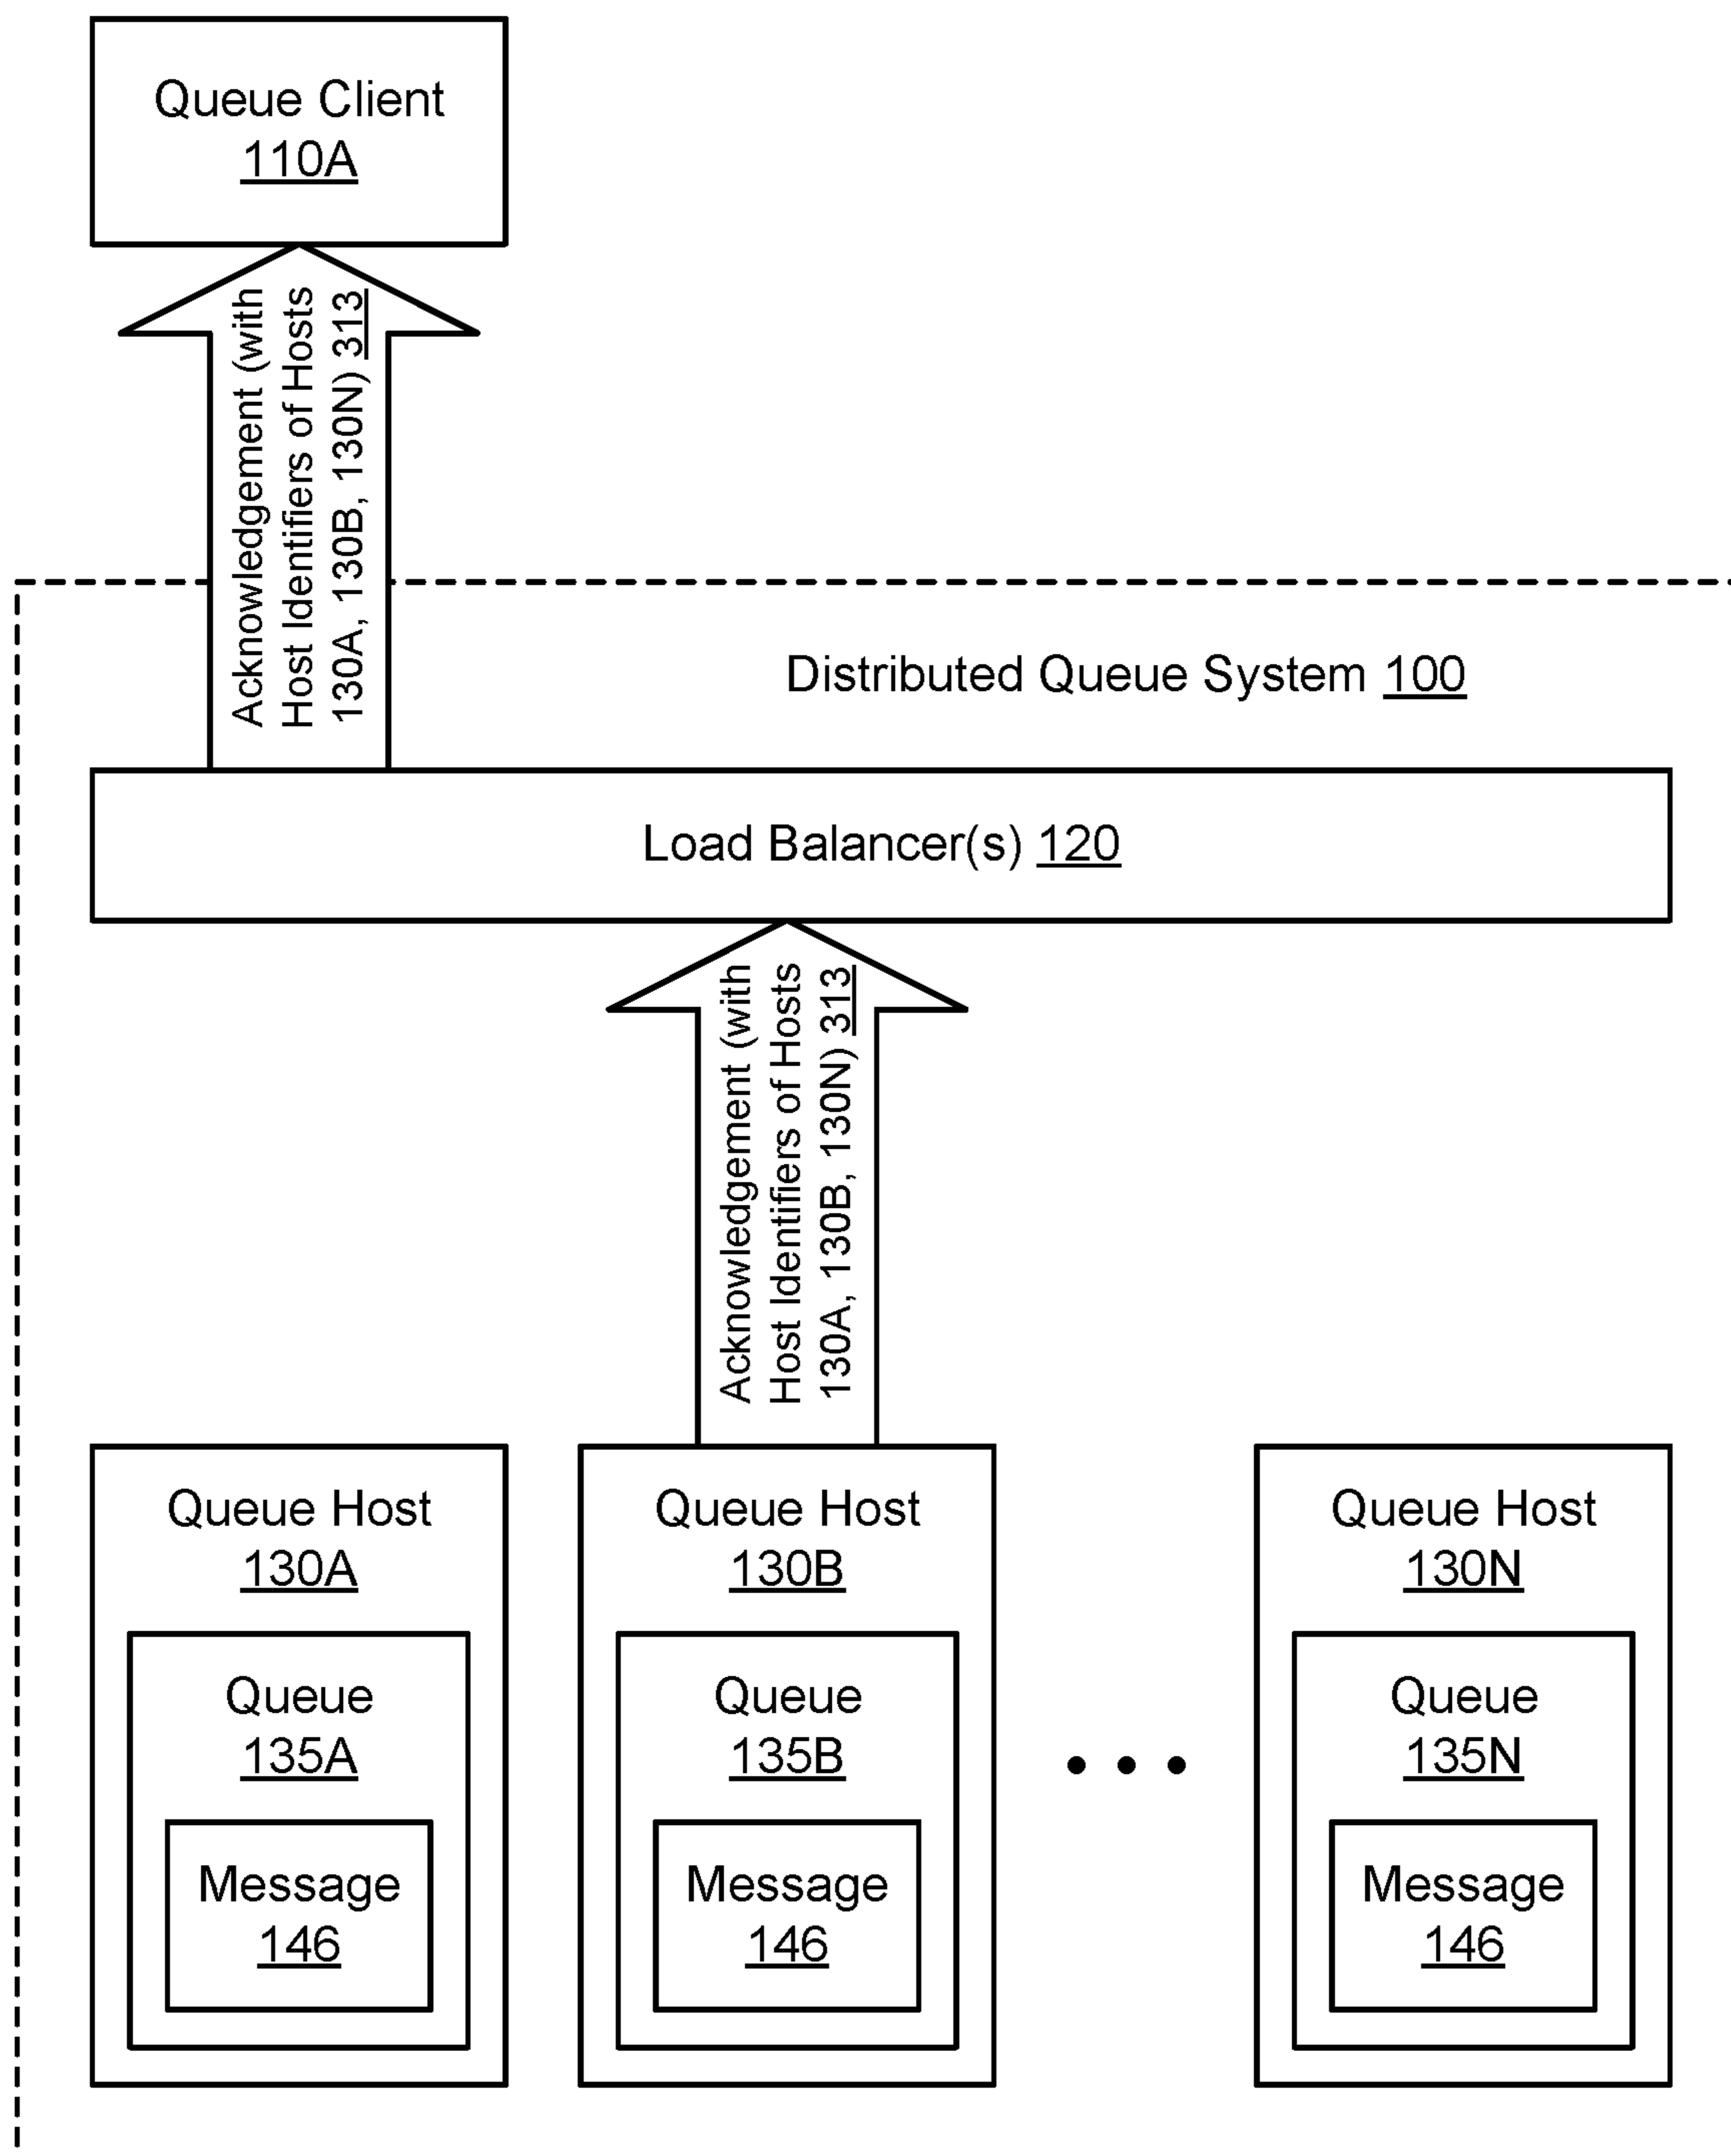 Queue Client
110A
Acknowledgement (with
Host Identifiers of Hosts
130A, 130B, 130N) 313
Distributed Queue System 100
Load Balancer(s) 120
Acknowledgement (with
Host Identifiers of Hosts
130A, 130B, 130N) 313
Queue Host
130A
Queue
135A
Message
146
Queue Host
130B
Queue
135B
Message
146
Queue Host
130N
Queue
135N
Message
146